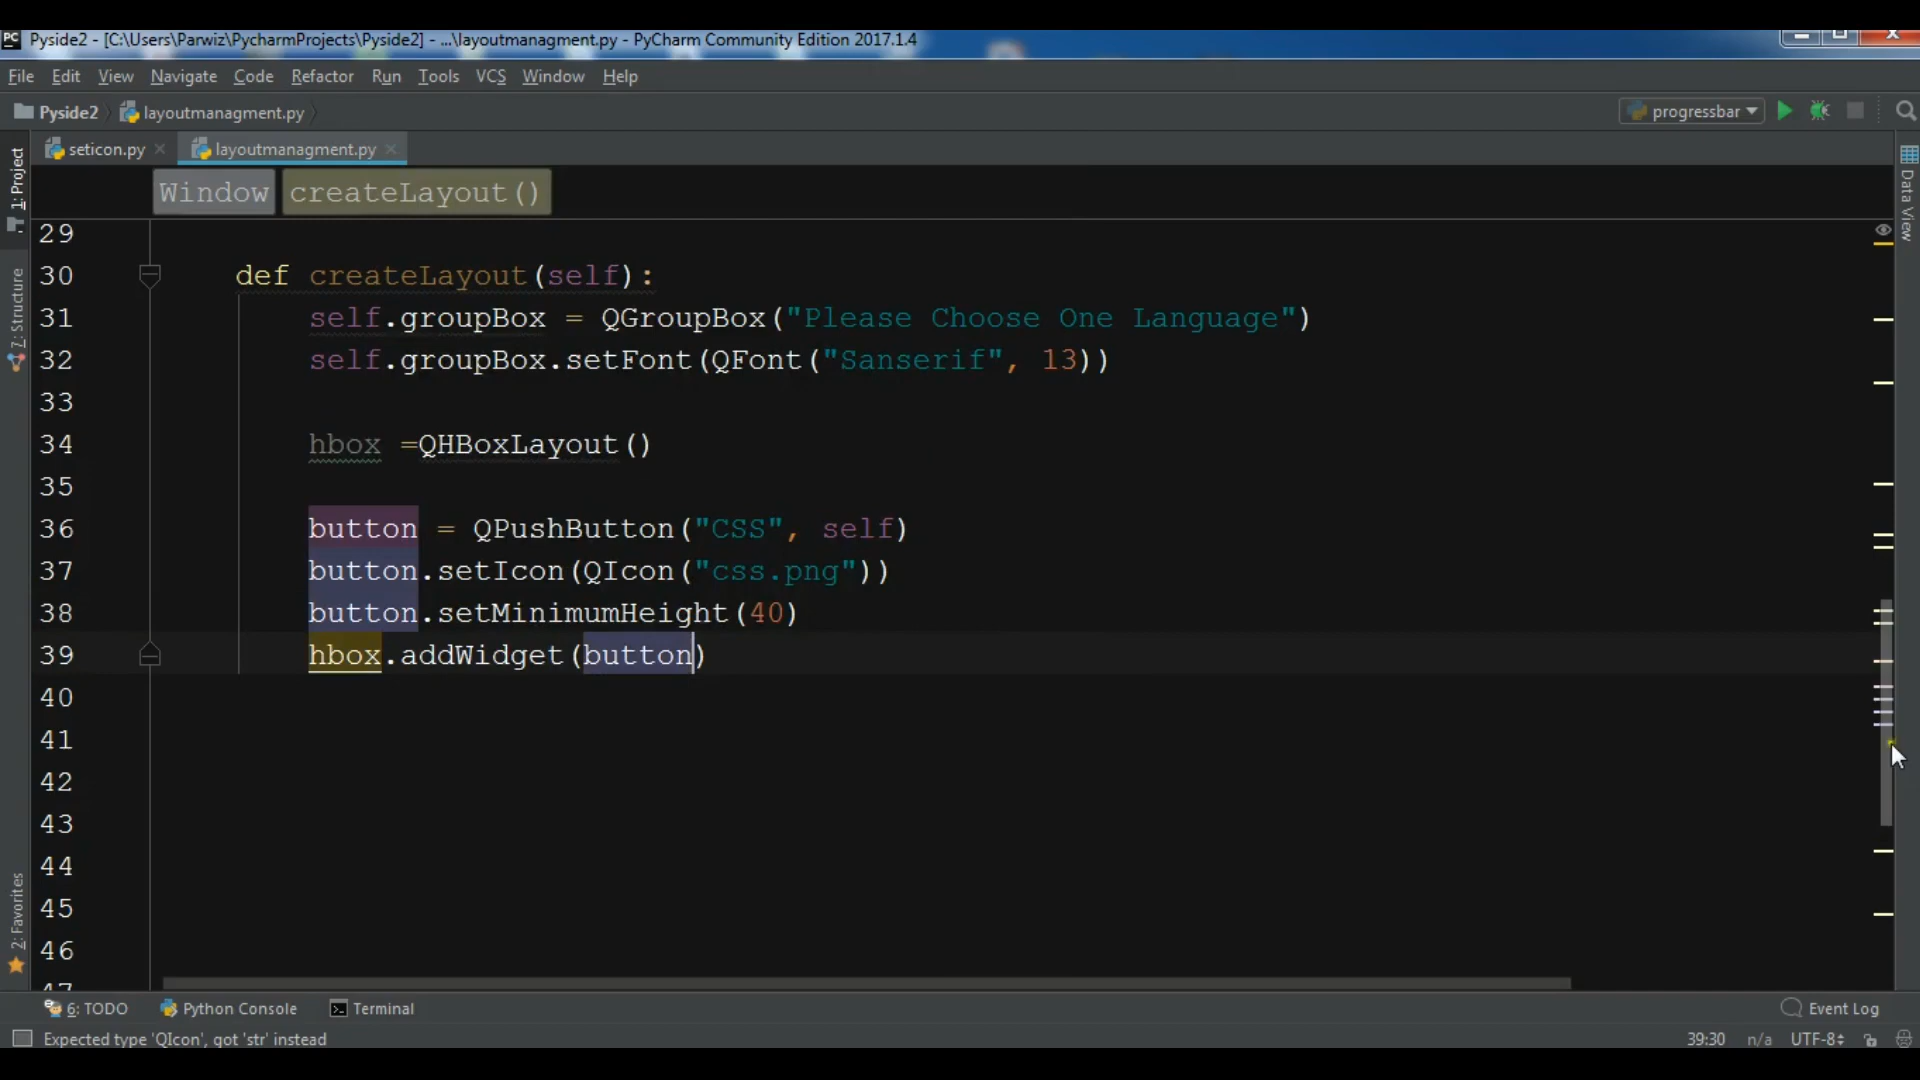 Pyside2 - [C:\Users\Parwiz\PycharmProjects\Pyside2] - ...\layoutmanagment.py - PyCharm Community Edition 2017.1.4
File Edit View Navigate Code Refactor Run Tools VCS Window Help
Pyside2 layoutmanagment.py progressbar
seticon.py layoutmanagment.py
Window createLayout()
1: Project
7: Structure
2: Favorites
Data View
29
30 def createLayout(self):
31 self.groupBox = QGroupBox("Please Choose One Language")
32 self.groupBox.setFont(QFont("Sanserif", 13))
33
34 hbox =QHBoxLayout()
35
36 button = QPushButton("CSS", self)
37 button.setIcon(QIcon("css.png"))
38 button.setMinimumHeight(40)
39 hbox.addWidget(button)
40
41
42
43
44
45
46
47
6: TODO Python Console Terminal Event Log
Expected type 'QIcon', got 'str' instead 39:30 n/a UTF-8